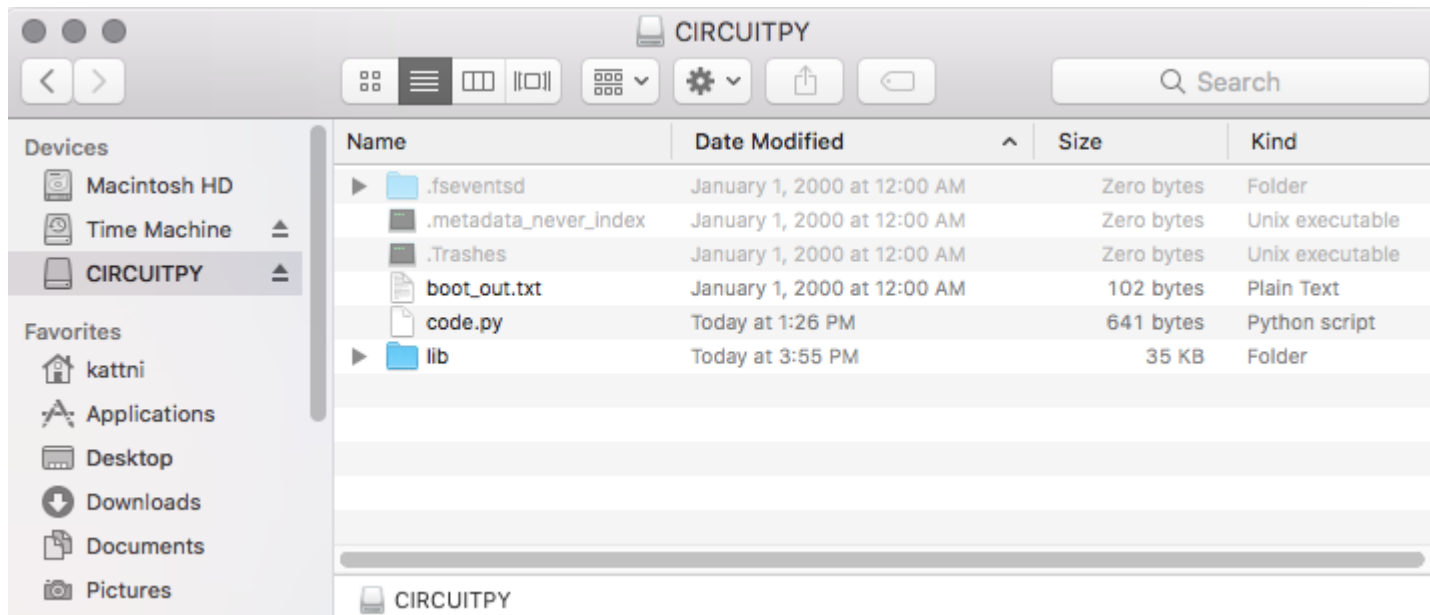 CIRCUITPY
Search
Devices
Macintosh HD
Time Machine
CIRCUITPY
Favorites
kattni
Applications
Desktop
Downloads
Documents
Pictures
Name Date Modified Size Kind
.fseventsd January 1, 2000 at 12:00 AM Zero bytes Folder
.metadata_never_index January 1, 2000 at 12:00 AM Zero bytes Unix executable
.Trashes January 1, 2000 at 12:00 AM Zero bytes Unix executable
boot_out.txt January 1, 2000 at 12:00 AM 102 bytes Plain Text
code.py Today at 1:26 PM 641 bytes Python script
lib Today at 3:55 PM 35 KB Folder
CIRCUITPY